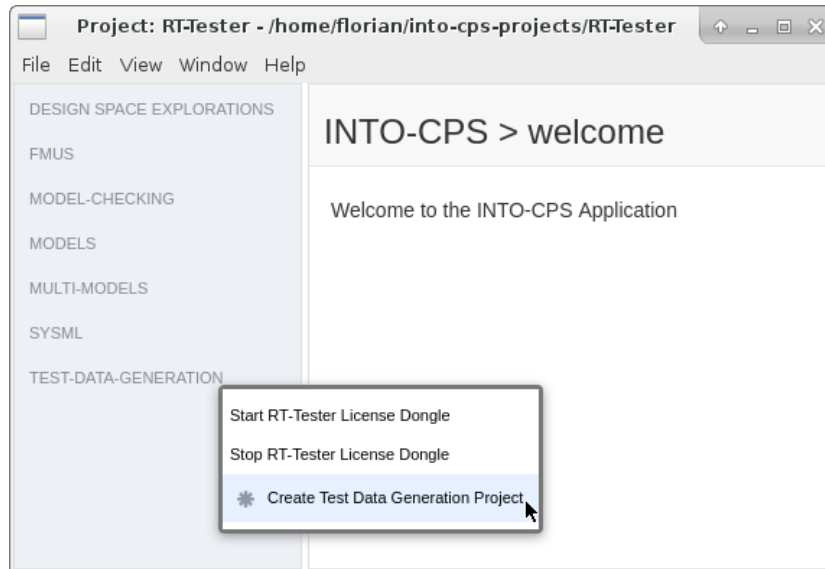 Project: RT-Tester - /home/florian/into-cps-projects/RT-Tester
File Edit View Window Help
DESIGN SPACE EXPLORATIONS
FMUS
MODEL-CHECKING
MODELS
MULTI-MODELS
SYSML
TEST-DATA-GENERATION
INTO-CPS > welcome
Welcome to the INTO-CPS Application
Start RT-Tester License Dongle
Stop RT-Tester License Dongle
Create Test Data Generation Project